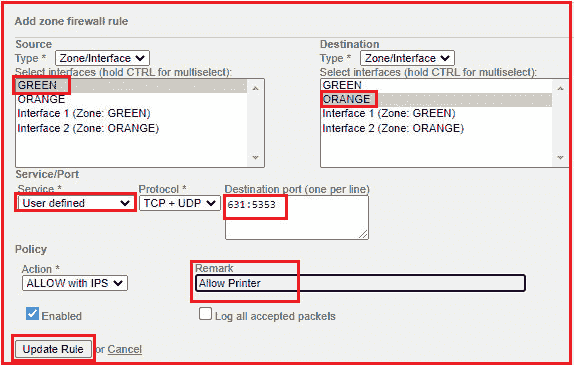 Add zone firewall rule
Source
Type * Zone/Interface
Select interfaces (hold CTRL for multiselect):
GREEN
ORANGE
Interface 1 (Zone: GREEN)
Interface 2 (Zone: ORANGE)
Destination
Type * Zone/Interface
Select interfaces (hold CTRL for multiselect):
GREEN
ORANGE
Interface 1 (Zone: GREEN)
Interface 2 (Zone: ORANGE)
Service/Port
Service * Protocol * Destination port (one per line)
User defined TCP + UDP 631:5353
Policy
Action * Remark
ALLOW with IPS Allow Printer
Enabled Log all accepted packets
Update Rule or Cancel